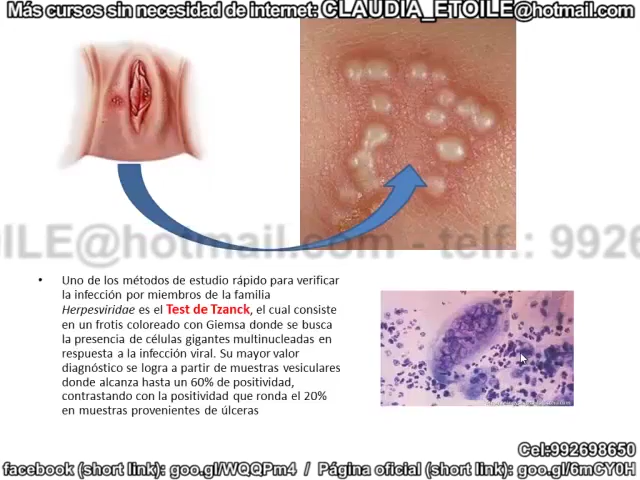 Más cursos sin necesidad de internet: CLAUDIA_ETOILE@hotmail.com
OILE@hotmail.com - telf.: 9926
• Uno de los métodos de estudio rápido para verificar
la infección por miembros de la familia
Herpesviridae es el Test de Tzanck, el cual consiste
en un frotis coloreado con Giemsa donde se busca
la presencia de células gigantes multinucleadas en
respuesta a la infección viral. Su mayor valor
diagnóstico se logra a partir de muestras vesiculares
donde alcanza hasta un 60% de positividad,
contrastando con la positividad que ronda el 20%
en muestras provenientes de úlceras
Cel:992698650
facebook (short link): goo.gl/WQQPm4 / Página oficial (short link): goo.gl/6mCY0H